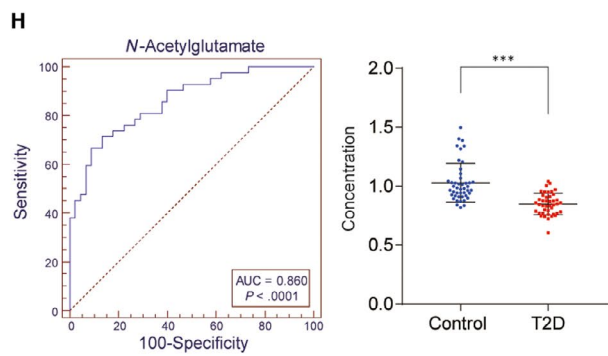 H
N-Acetylglutamate
Sensitivity
100
80
60
40
20
0
AUC = 0.860
P < .0001
0 20 40 60 80 100
100-Specificity
***
Concentration
2.0
1.5
1.0
0.5
0.0
Control T2D